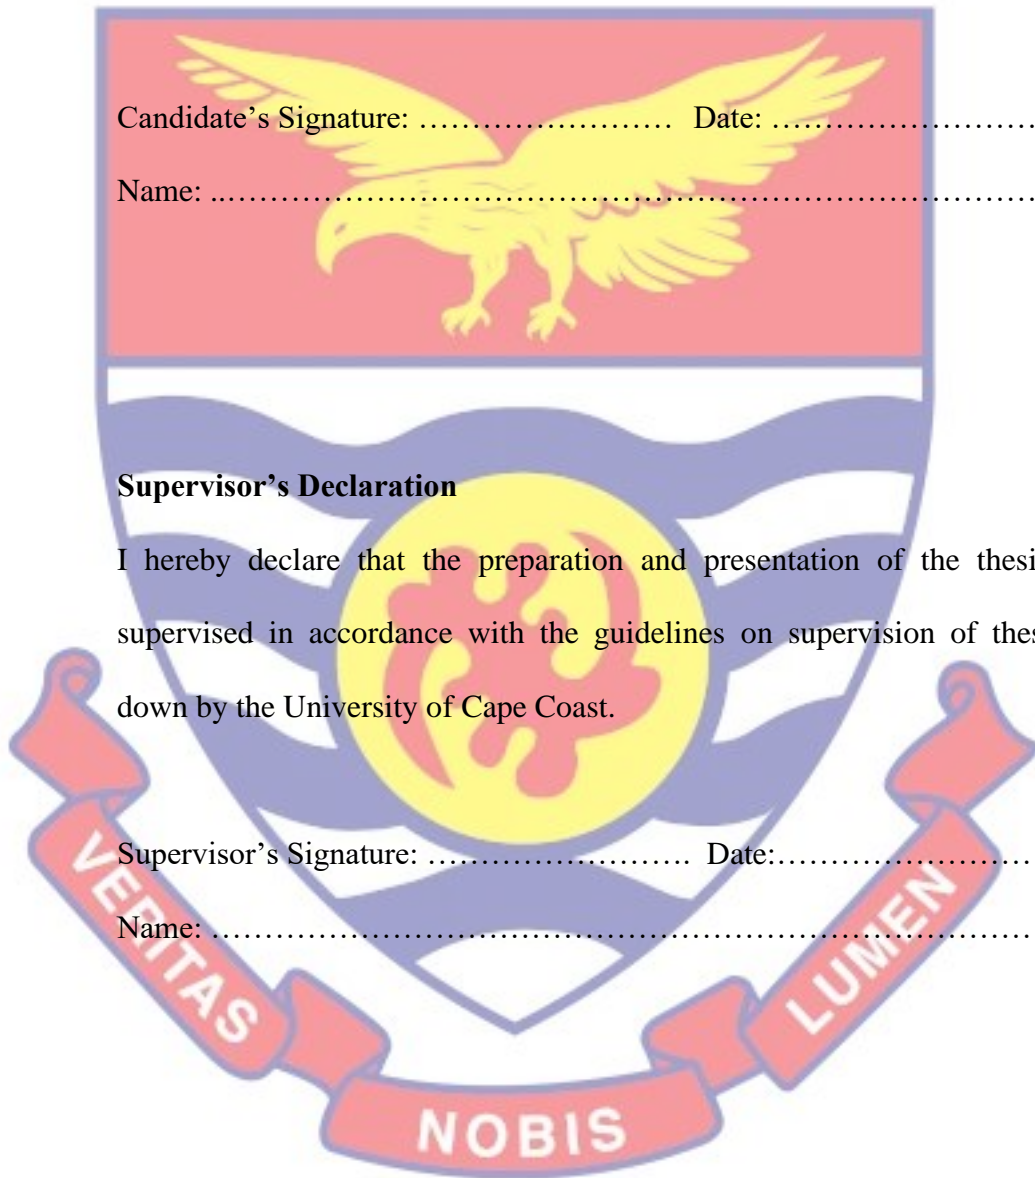 Candidate’s Signature: …………………… Date: ……………………
Name: ..……………………………………………………………
Supervisor’s Declaration
I hereby declare that the preparation and presentation of the thesi
supervised in accordance with the guidelines on supervision of thes
down by the University of Cape Coast.
Supervisor’s Signature: ……………………. Date:……………………
Name: ……………………………………………………………
VERITAS
NOBIS
LUMEN